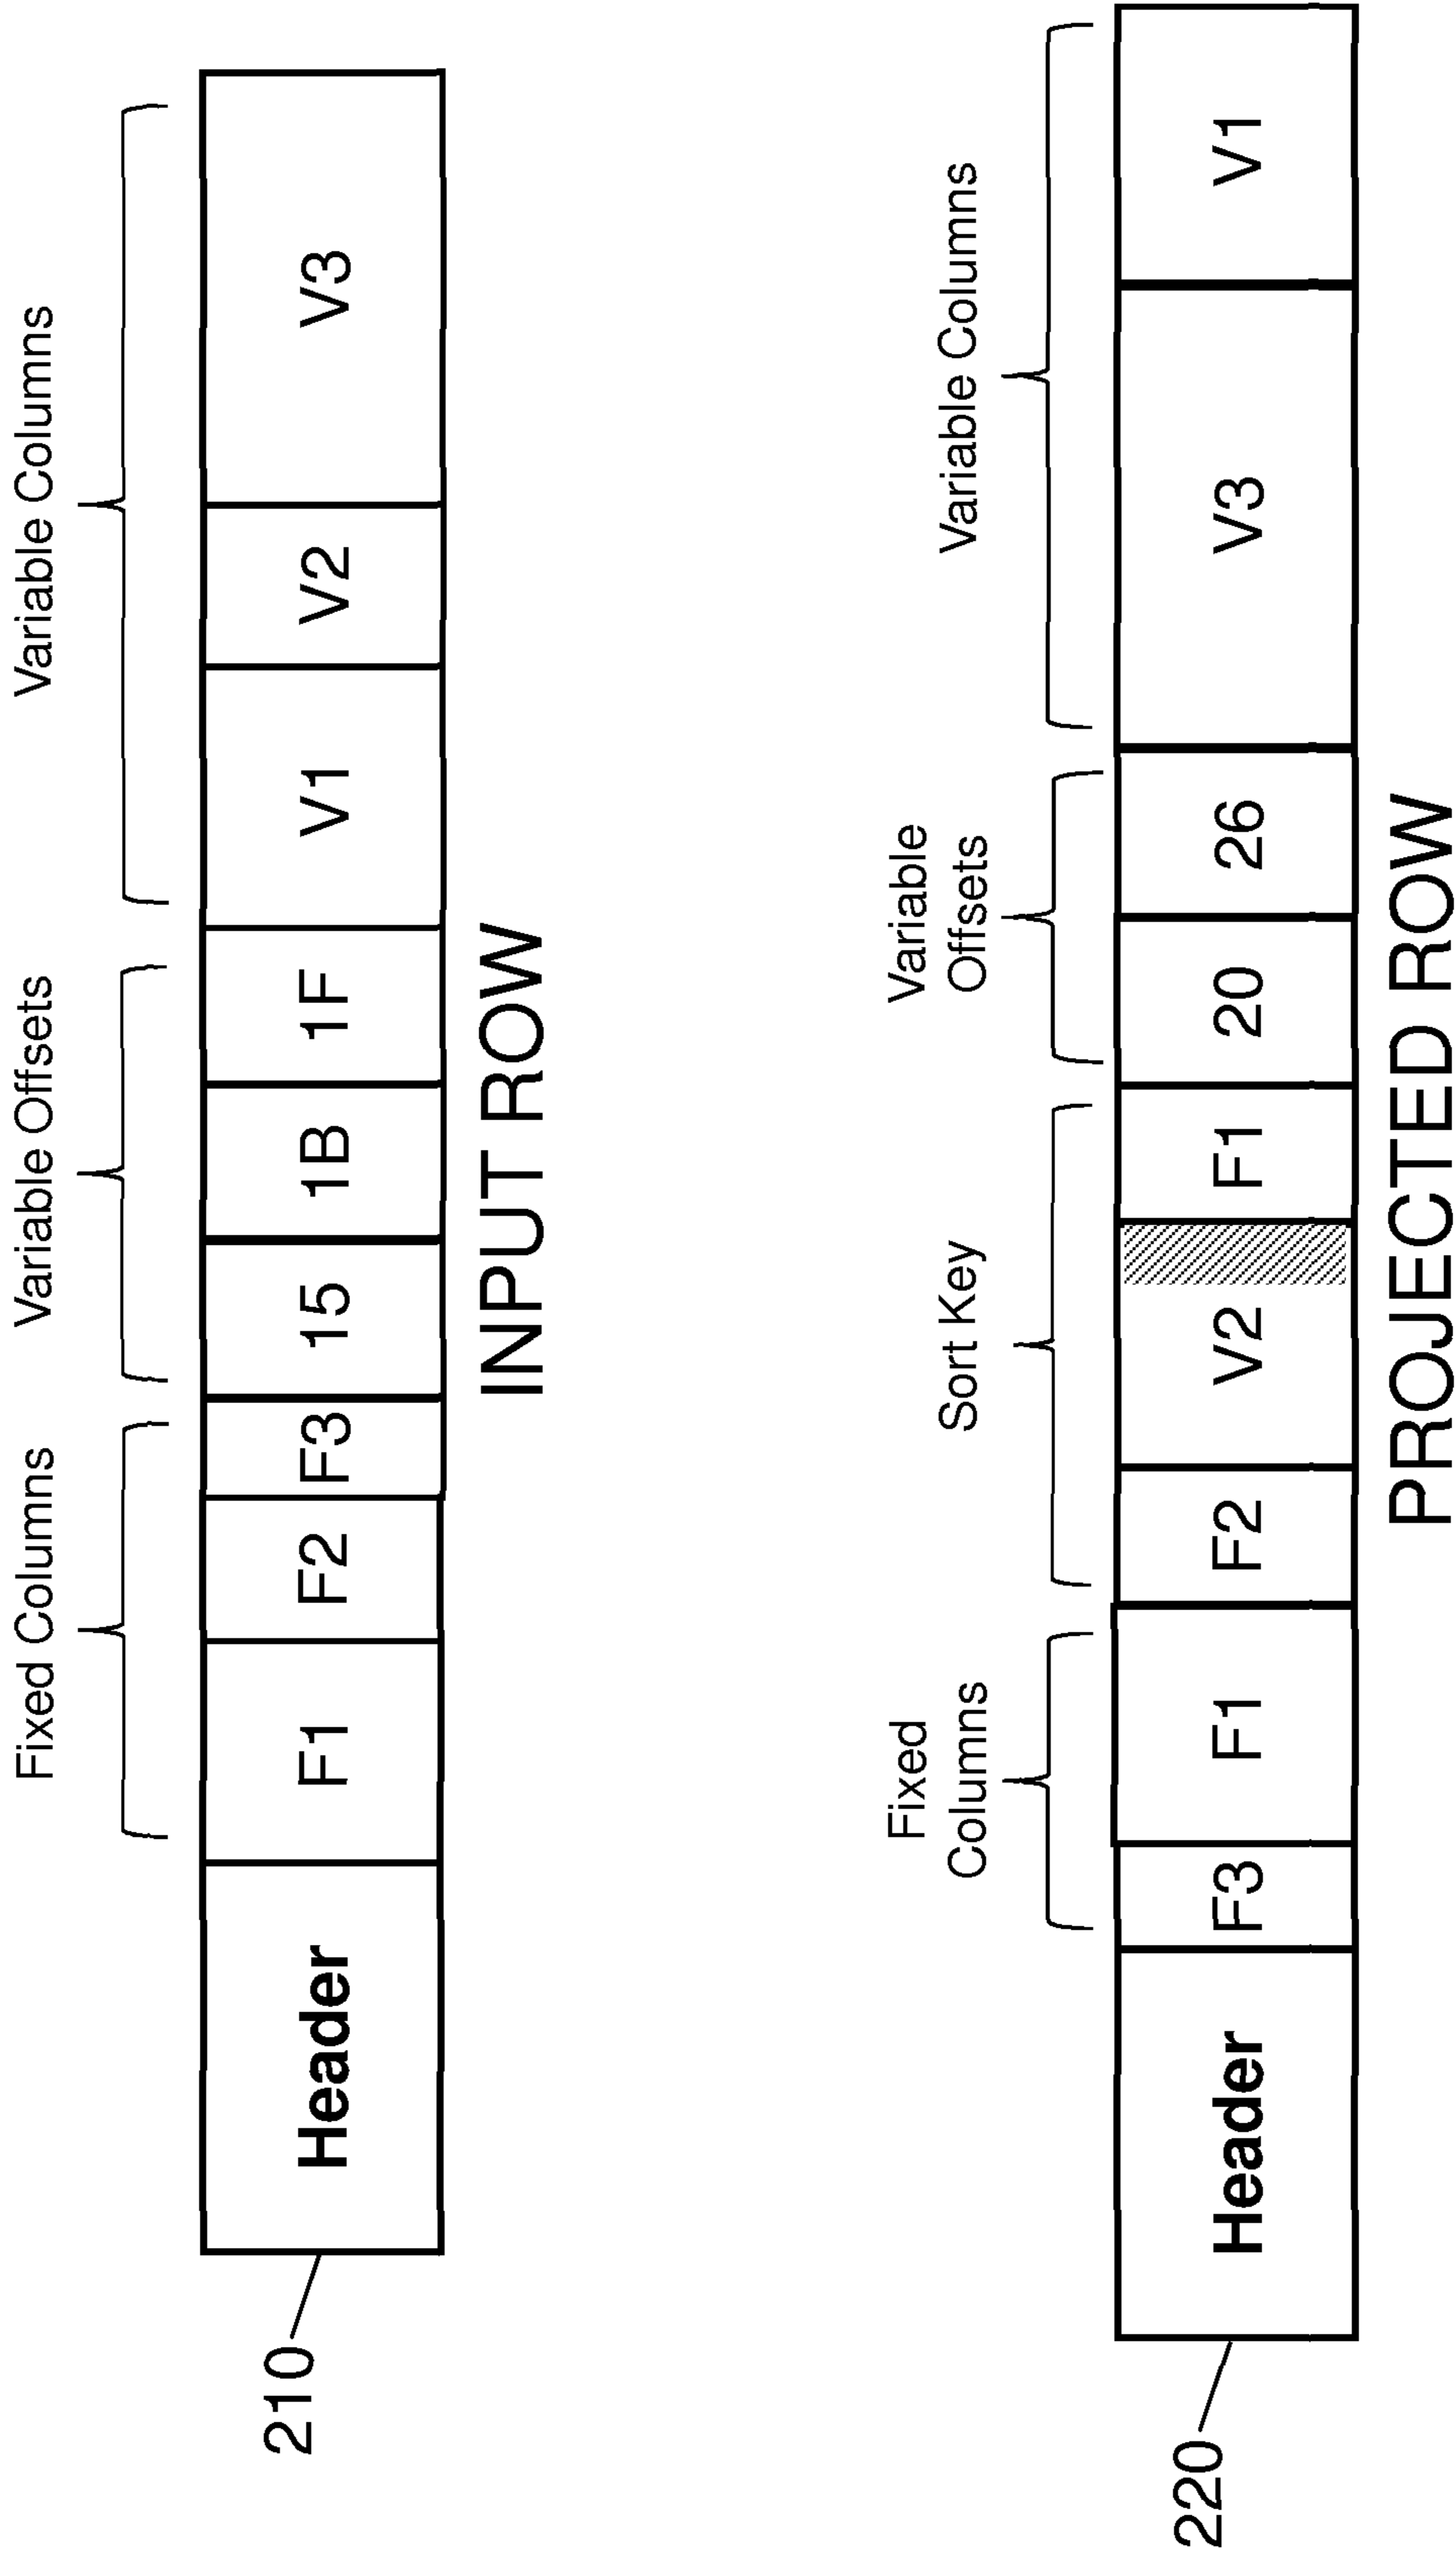 Fixed Columns Variable Offsets Variable Columns
210 Header F1 F2 F3 15 1B 1F V1 V2 V3
INPUT ROW
Fixed Columns Sort Key Variable Offsets Variable Columns
220 Header F3 F1 F2 V2 F1 20 26 V3 V1
PROJECTED ROW